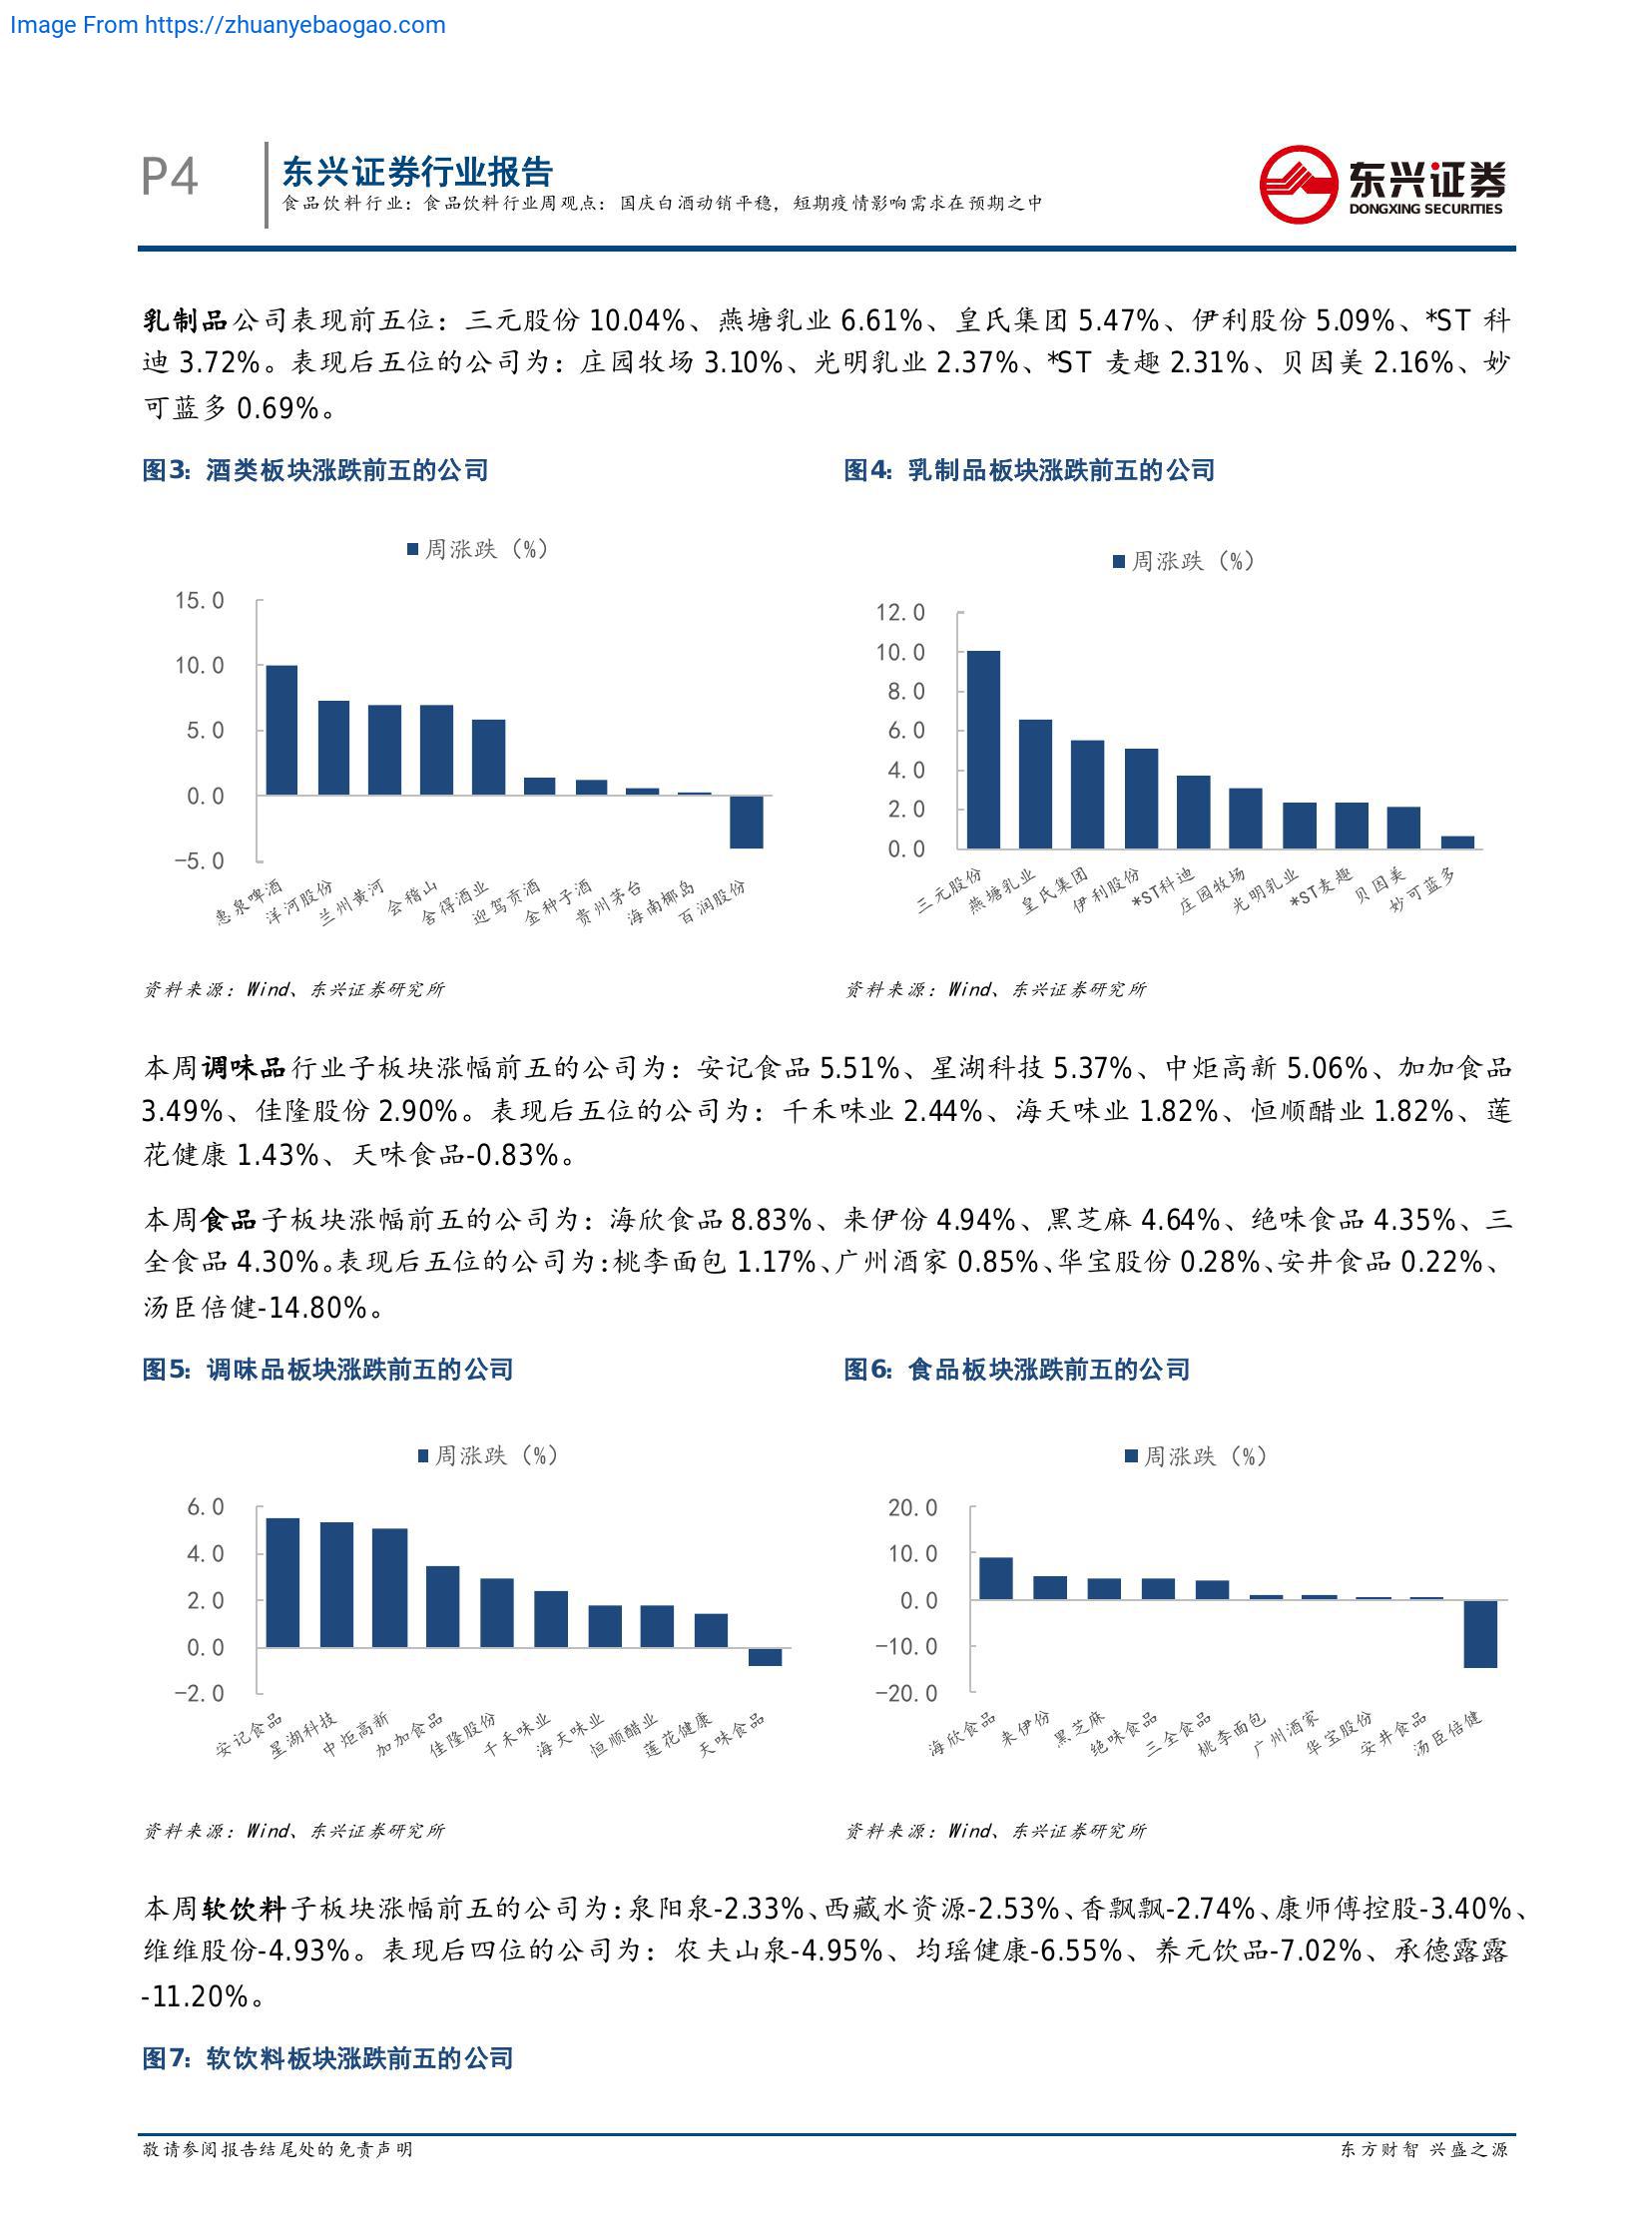 Image From https://zhuanyebaogao.com
P4
东兴证券行业报告
食品饮料行业：食品饮料行业周观点：国庆白酒动销平稳，短期疫情影响需求在预期之中
东兴证券
DONGXING SECURITIES
乳制品公司表现前五位：三元股份 10.04%、燕塘乳业 6.61%、皇氏集团 5.47%、伊利股份 5.09%、*ST 科
迪 3.72%。表现后五位的公司为：庄园牧场 3.10%、光明乳业 2.37%、*ST 麦趣 2.31%、贝因美 2.16%、妙
可蓝多 0.69%。
图3：酒类板块涨跌前五的公司
周涨跌（%）
15.0
10.0
5.0
0.0
-5.0
惠泉啤酒
洋河股份
兰州黄河
会稽山
舍得酒业
迎驾贡酒
金种子酒
贵州茅台
海南椰岛
百润股份
资料来源：Wind、东兴证券研究所
图4：乳制品板块涨跌前五的公司
周涨跌（%）
12.0
10.0
8.0
6.0
4.0
2.0
0.0
三元股份
燕塘乳业
皇氏集团
伊利股份
*ST科迪
庄园牧场
光明乳业
*ST麦趣
贝因美
妙可蓝多
资料来源：Wind、东兴证券研究所
本周调味品行业子板块涨幅前五的公司为：安记食品 5.51%、星湖科技 5.37%、中炬高新 5.06%、加加食品
3.49%、佳隆股份 2.90%。表现后五位的公司为：千禾味业 2.44%、海天味业 1.82%、恒顺醋业 1.82%、莲
花健康 1.43%、天味食品-0.83%。
本周食品子板块涨幅前五的公司为：海欣食品 8.83%、来伊份 4.94%、黑芝麻 4.64%、绝味食品 4.35%、三
全食品 4.30%。表现后五位的公司为：桃李面包 1.17%、广州酒家 0.85%、华宝股份 0.28%、安井食品 0.22%、
汤臣倍健-14.80%。
图5：调味品板块涨跌前五的公司
周涨跌（%）
6.0
4.0
2.0
0.0
-2.0
安记食品
星湖科技
中炬高新
加加食品
佳隆股份
千禾味业
海天味业
恒顺醋业
莲花健康
天味食品
资料来源：Wind、东兴证券研究所
图6：食品板块涨跌前五的公司
周涨跌（%）
20.0
10.0
0.0
-10.0
-20.0
海欣食品
来伊份
黑芝麻
绝味食品
三全食品
桃李面包
广州酒家
华宝股份
安井食品
汤臣倍健
资料来源：Wind、东兴证券研究所
本周软饮料子板块涨幅前五的公司为：泉阳泉-2.33%、西藏水资源-2.53%、香飘飘-2.74%、康师傅控股-3.40%、
维维股份-4.93%。表现后四位的公司为：农夫山泉-4.95%、均瑶健康-6.55%、养元饮品-7.02%、承德露露
-11.20%。
图7：软饮料板块涨跌前五的公司
敬请参阅报告结尾处的免责声明
东方财智 兴盛之源